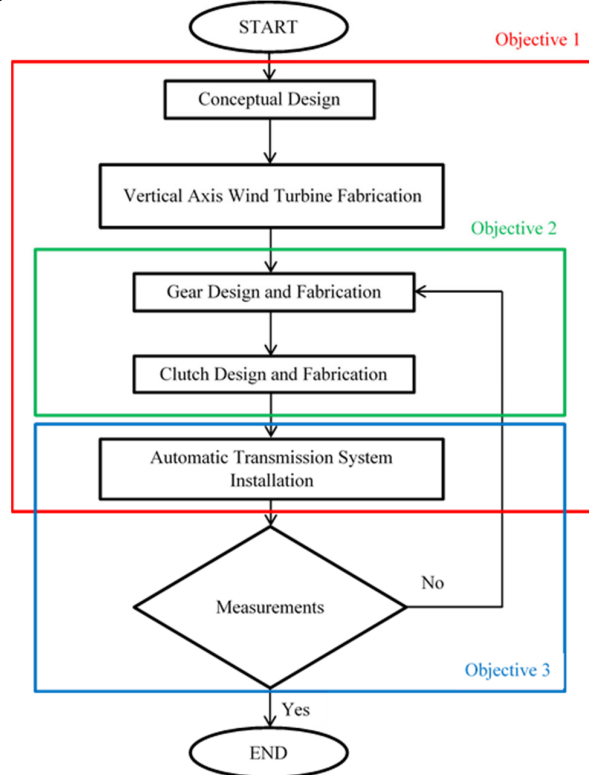 START
Objective 1
Conceptual Design
Vertical Axis Wind Turbine Fabrication
Objective 2
Gear Design and Fabrication
Clutch Design and Fabrication
Automatic Transmission System
Installation
No
Measurements
Objective 3
Yes
END